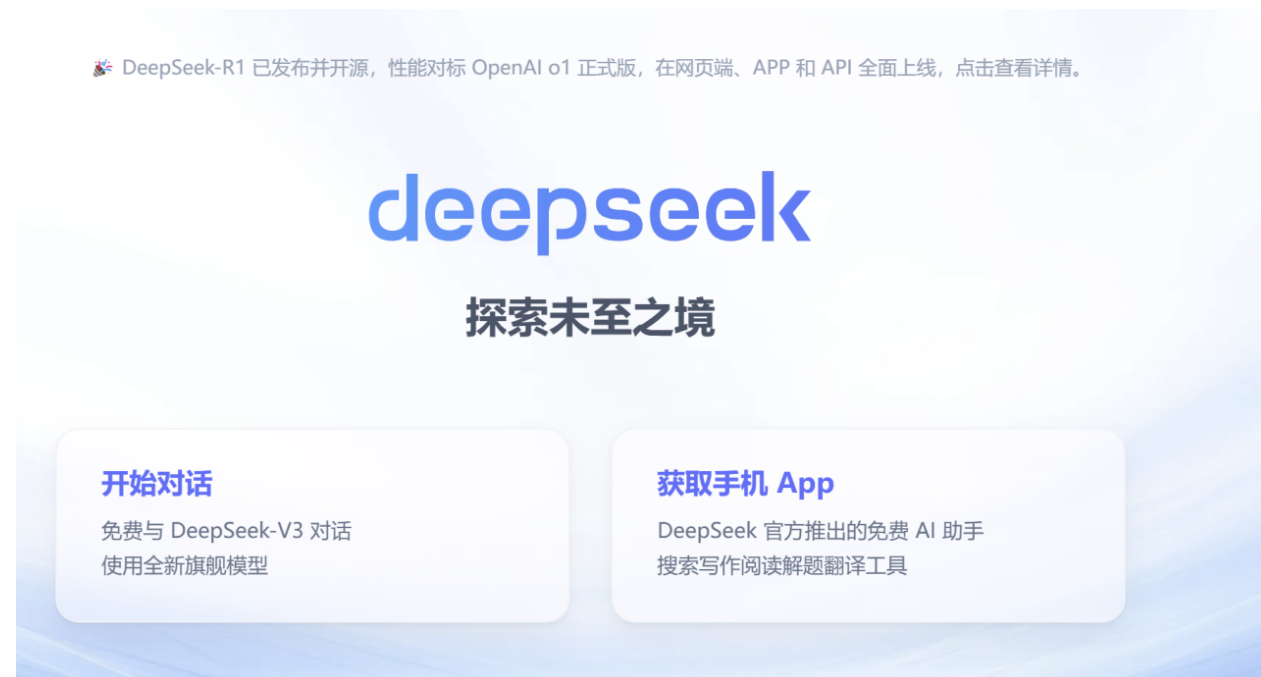 🎉 DeepSeek-R1 已发布并开源，性能对标 OpenAI o1 正式版，在网页端、APP 和 API 全面上线，点击查看详情。
deepseek
探索未至之境
开始对话
免费与 DeepSeek-V3 对话
使用全新旗舰模型
获取手机 App
DeepSeek 官方推出的免费 AI 助手
搜索写作阅读解题翻译工具